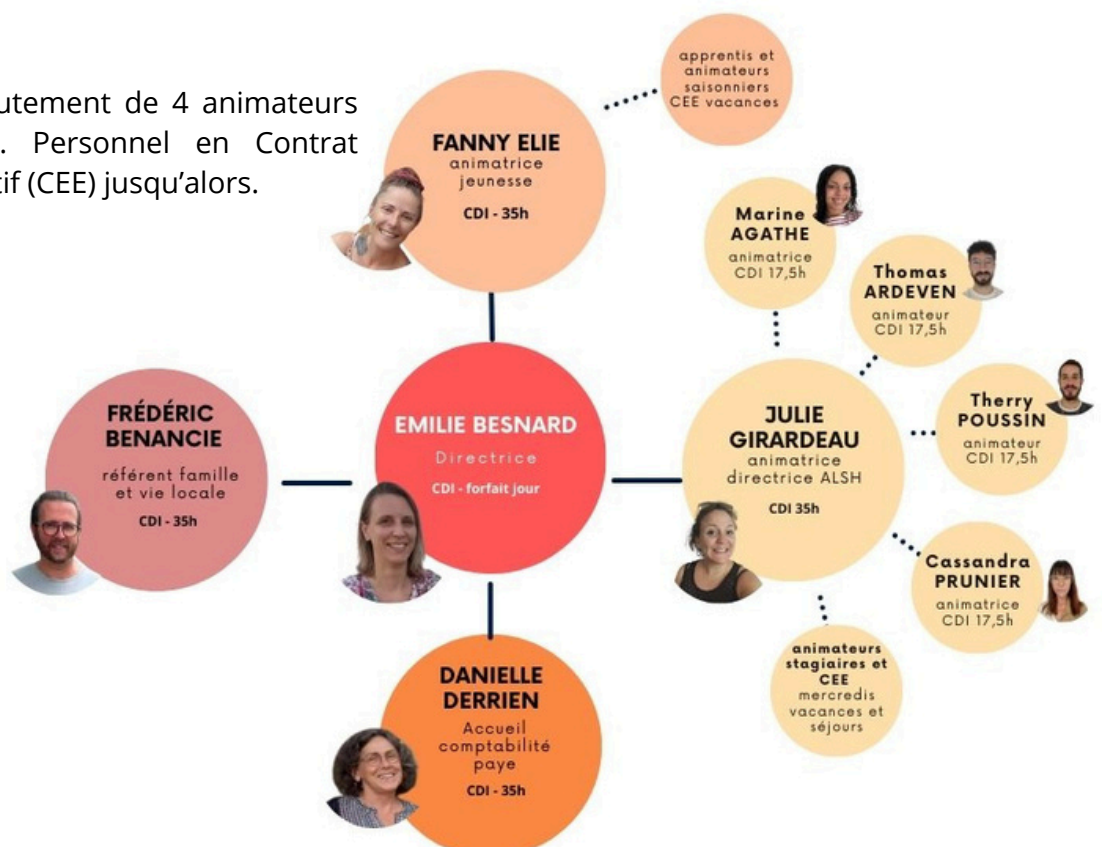 utement de 4 animateurs
. Personnel en Contrat
tif (CEE) jusqu'alors.
apprentis et
animateurs
saisonniers
CEE vacances
FANNY ELIE
animatrice
jeunesse
CDI - 35h
Marine
AGATHE
animatrice
CDI 17,5h
Thomas
ARDEVEN
animateur
CDI 17,5h
FRÉDÉRIC
BENANCIE
référent famille
et vie locale
CDI - 35h
EMILIE BESNARD
Directrice
CDI - forfait jour
JULIE
GIRARDEAU
animatrice
directrice ALSH
CDI 35h
Therry
POUSSIN
animateur
CDI 17,5h
Cassandra
PRUNIER
animatrice
CDI 17,5h
animateurs
stagiaires et
CEE
mercredis
vacances et
séjours
DANIELLE
DERRIEN
Accueil
comptabilité
paye
CDI - 35h